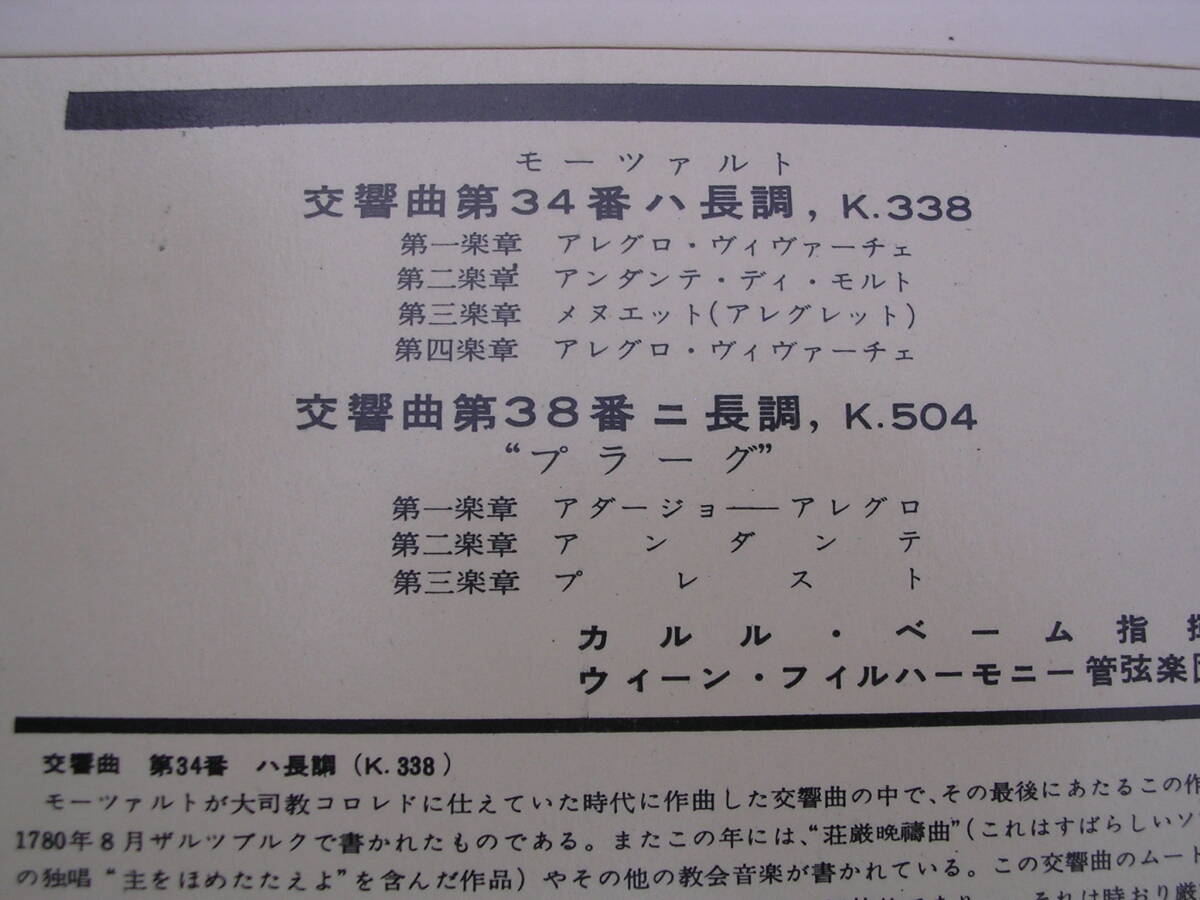 モーツァルト
交響曲第34番ハ長調, K.338
第一楽章 アレグロ・ヴィヴァーチェ
第二楽章 アンダンテ・ディ・モルト
第三楽章 メヌエット(アレグレット)
第四楽章 アレグロ・ヴィヴァーチェ
交響曲第38番ニ長調, K.504
“プラーグ”
第一楽章 アダージョ――アレグロ
第二楽章 アンダンテ
第三楽章 プレスト
カルル・ベーム指揮
ウィーン・フィルハーモニー管弦楽団
交響曲 第34番 ハ長調 (K. 338)
モーツァルトが大司教コロレドに仕えていた時代に作曲した交響曲の中で、その最後にあたるこの作
1780年8月ザルツブルクで書かれたものである。またこの年には、“荘厳晩禱曲”(これはすばらしいソ
の独唱 “主をほめたたえよ”を含んだ作品) やその他の教会音楽が書かれている。この交響曲のムート
それは時おり厳